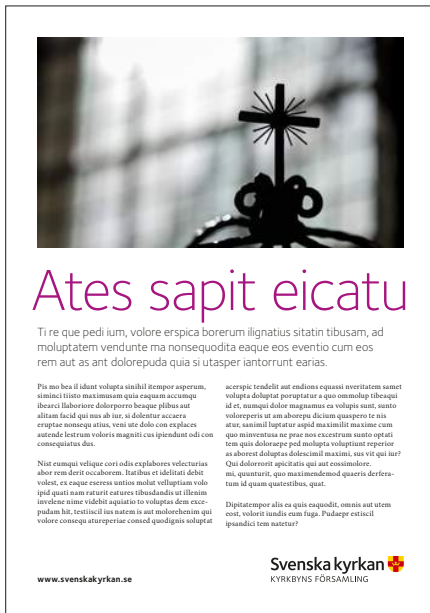 Ates sapit eicatu
Ti re que pedi ium, volore erspica borerum ilignatius sitatin tibusam, ad
moluptatem vendunte ma nonsequodita eaque eos eventio cum eos
rem aut as ant dolorepuda quia si utasper iantorrunt earias.
Pis mo bea il idunt volupta sinihil itempor asperum,
siminci tiisto maximusam quia eaquam accumqu
ibearci llaboriore dolorporro beaque plibus aut
alitam facid qui nus ab iur, si dolentur accaera
eruptae nonsequ atius, veni ute dolo con explaces
autende lestrum voloris magniti cus ipiendunt odi con
consequiatus dus.
Nist eumqui velique cori odis explabores velecturias
abor rem derit occaborem. Itatibus et idelitati debit
volest, ex eaque eseress untios molut velluptiam volo
ipid quati nam raturit eatures tibusdandis ut illenim
invelene nime videbit aquiatio to voluptas dem exce-
pudam hit, testiiscil ius natem is aut molorehenim qui
volore consequ atureperiae consed quodignis soluptat
acerspic tendelit aut endions equassi nveritatem samet
volupta doluptat poruptatur a quo ommolup tibeaqui
id et, numqui dolor magnamus ea volupis sunt, sunto
voloreperis ut am aborepu dicium quaspero te nis
atur, sanimil luptatur aspid maximilit maxime cum
quo minventusa ne prae nos excestrum sunto optati
tem quis doloraepe ped molupta voluptiunt reperior
as aborest doluptas dolescimil maximi, sus vit qui iur?
Qui dolorrorit apicitatis qui aut eossimolore.
mi, quunturit, quo maximendemod quaeris derfera-
tum id quam quatestibus, quat.
Dipitatempor alis ea quis eaquodit, omnis aut utem
eost, volorit iundis eum fuga. Pudaepr estiscil
ipsandici tem natetur?
www.svenskakyrkan.se
Svenska kyrkan
KYRKBYNS FÖRSAMLING